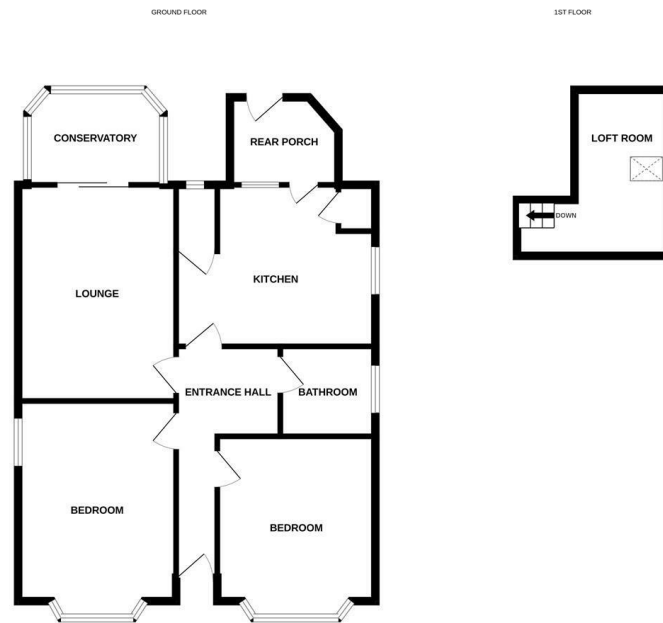 GROUND FLOOR
1ST FLOOR
CONSERVATORY
REAR PORCH
LOFT ROOM
DOWN
KITCHEN
LOUNGE
ENTRANCE HALL
BATHROOM
BEDROOM
BEDROOM